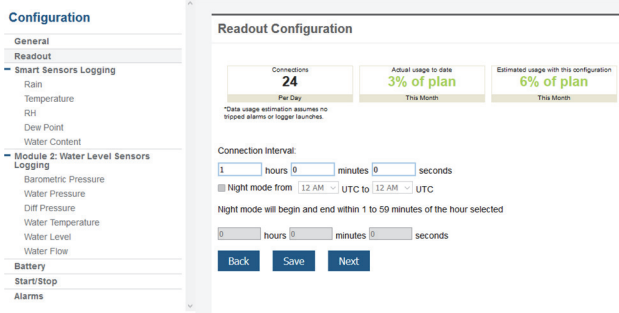 Configuration
General
Readout
Smart Sensors Logging
Rain
Temperature
RH
Dew Point
Water Content
Module 2: Water Level Sensors
Logging
Barometric Pressure
Water Pressure
Diff Pressure
Water Temperature
Water Level
Water Flow
Battery
Start/Stop
Alarms
Readout Configuration
Connections
24
Per Day
Actual usage to date
3% of plan
This Month
Estimated usage with this configuration
6% of plan
This Month
*Data usage estimation assumes no
tripped alarms or logger launches.
Connection Interval:
1 hours 0 minutes 0 seconds
Night mode from 12 AM UTC to 12 AM UTC
Night mode will begin and end within 1 to 59 minutes of the hour selected
0 hours 0 minutes 0 seconds
Back Save Next